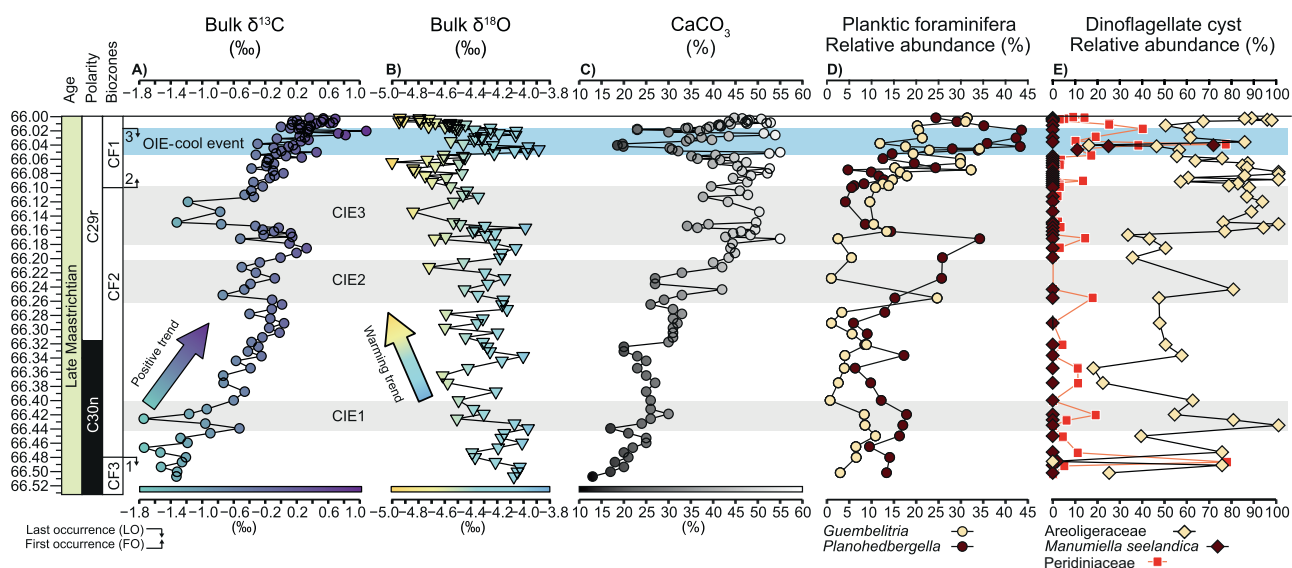 Bulk δ¹³C
(‰)
Bulk δ¹⁸O
(‰)
CaCO₃
(%)
Planktic foraminifera
Relative abundance (%)
Dinoflagellate cyst
Relative abundance (%)
Age
Polarity
Biozones
A)
B)
C)
D)
E)
−1.8 −1.4 −1.0 −0.6 −0.2 0.2 0.6 1.0
−5.0 −4.8 −4.6 −4.4 −4.2 −4.0 −3.8
10 15 20 25 30 35 40 45 50 55 60
0 5 10 15 20 25 30 35 40 45
0 10 20 30 40 50 60 70 80 90 100
66.00
66.02
66.04
66.06
66.08
66.10
66.12
66.14
66.16
66.18
66.20
66.22
66.24
66.26
66.28
66.30
66.32
66.34
66.36
66.38
66.40
66.42
66.44
66.46
66.48
66.50
66.52
Late Maastrichtian
C29r
C30n
CF1
CF2
CF3
3
2
1
OIE-cool event
CIE3
CIE2
CIE1
Positive trend
Warming trend
−1.8 −1.4 −1.0 −0.6 −0.2 0.2 0.6 1.0
(‰)
−5.0 −4.8 −4.6 −4.4 −4.2 −4.0 −3.8
(‰)
10 15 20 25 30 35 40 45 50 55 60
(%)
0 5 10 15 20 25 30 35 40 45
0 10 20 30 40 50 60 70 80 90 100
Last occurrence (LO)
First occurrence (FO)
Guembelitria
Planohedbergella
Areoligeraceae
Manumiella seelandica
Peridiniaceae